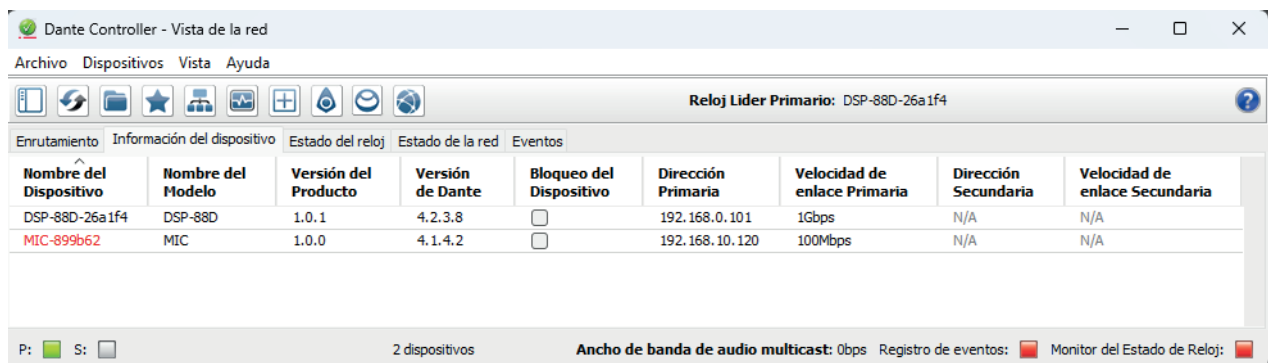 Dante Controller - Vista de la red
Archivo Dispositivos Vista Ayuda
Reloj Lider Primario: DSP-88D-26a1f4
Enrutamiento Información del dispositivo Estado del reloj Estado de la red Eventos
Nombre del Dispositivo Nombre del Modelo Versión del Producto Versión de Dante Bloqueo del Dispositivo Dirección Primaria Velocidad de enlace Primaria Dirección Secundaria Velocidad de enlace Secundaria
DSP-88D-26a1f4 DSP-88D 1.0.1 4.2.3.8 192.168.0.101 1Gbps N/A N/A
MIC-899b62 MIC 1.0.0 4.1.4.2 192.168.10.120 100Mbps N/A N/A
P: S: 2 dispositivos Ancho de banda de audio multicast: 0bps Registro de eventos: Monitor del Estado de Reloj: